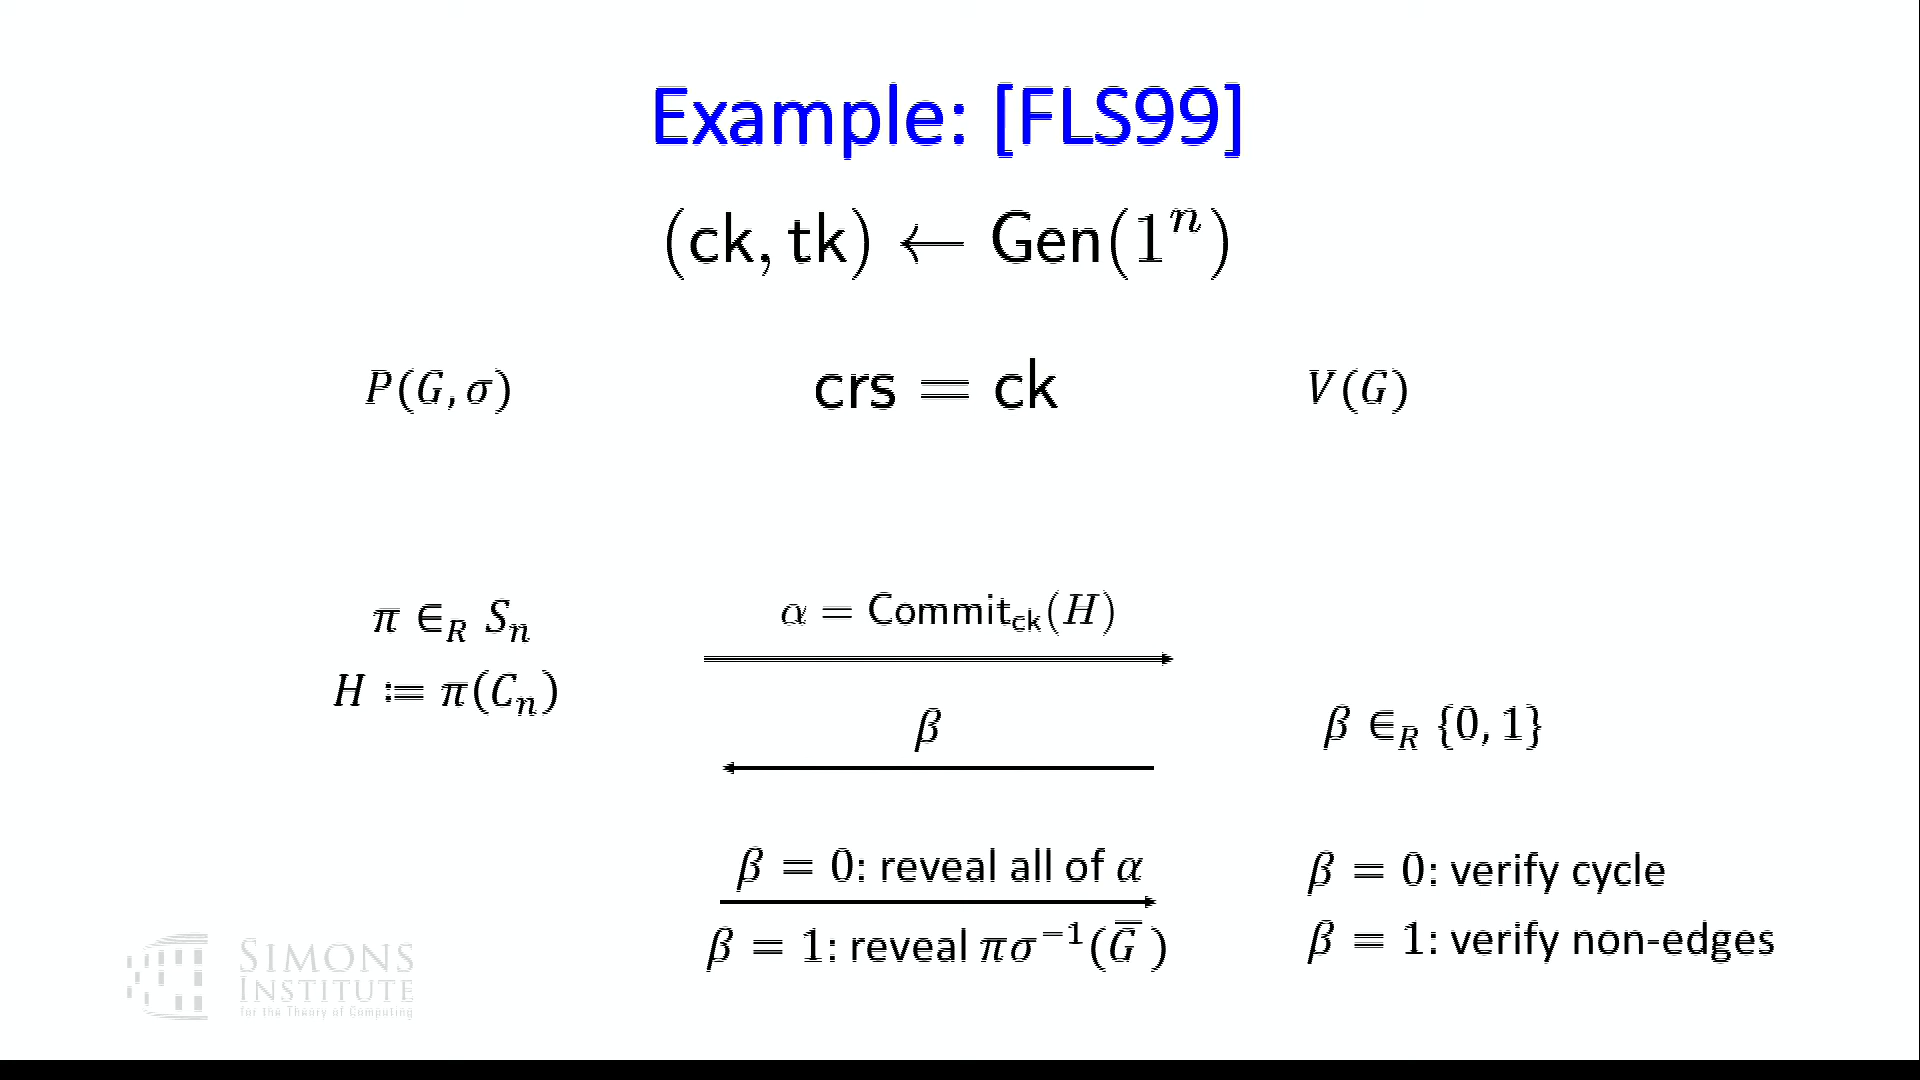 Example: [FLS99]
(ck, tk) ← Gen(1ⁿ)
P(G, σ)
crs = ck
V(G)
π ∈_R S_n
H ≔ π(C_n)
α = Commit_ck(H)
β
β ∈_R {0, 1}
β = 0: reveal all of α
β = 1: reveal πσ⁻¹(G̅ )
β = 0: verify cycle
β = 1: verify non-edges
SIMONS
INSTITUTE
for the Theory of Computing